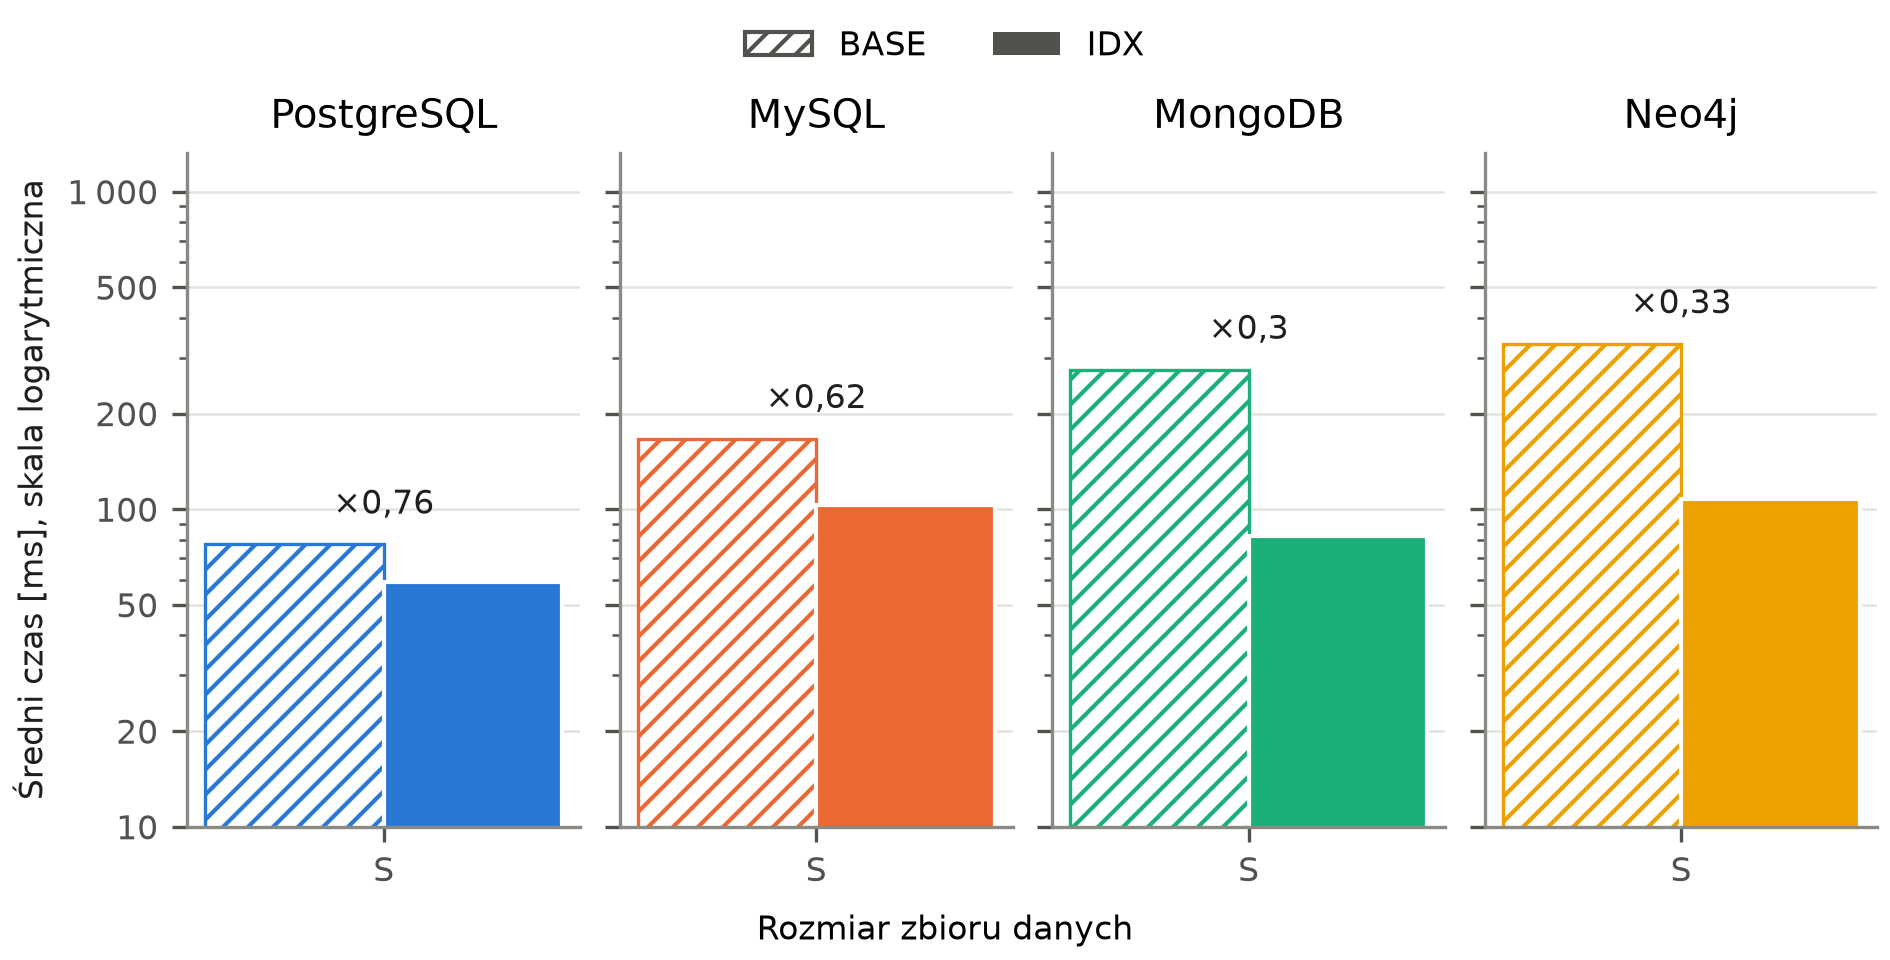 BASE IDX
PostgreSQL MySQL MongoDB Neo4j
Średni czas [ms], skala logarytmiczna
1 000
500
200
100
50
20
10
×0,76
×0,62
×0,3
×0,33
S S S S
Rozmiar zbioru danych